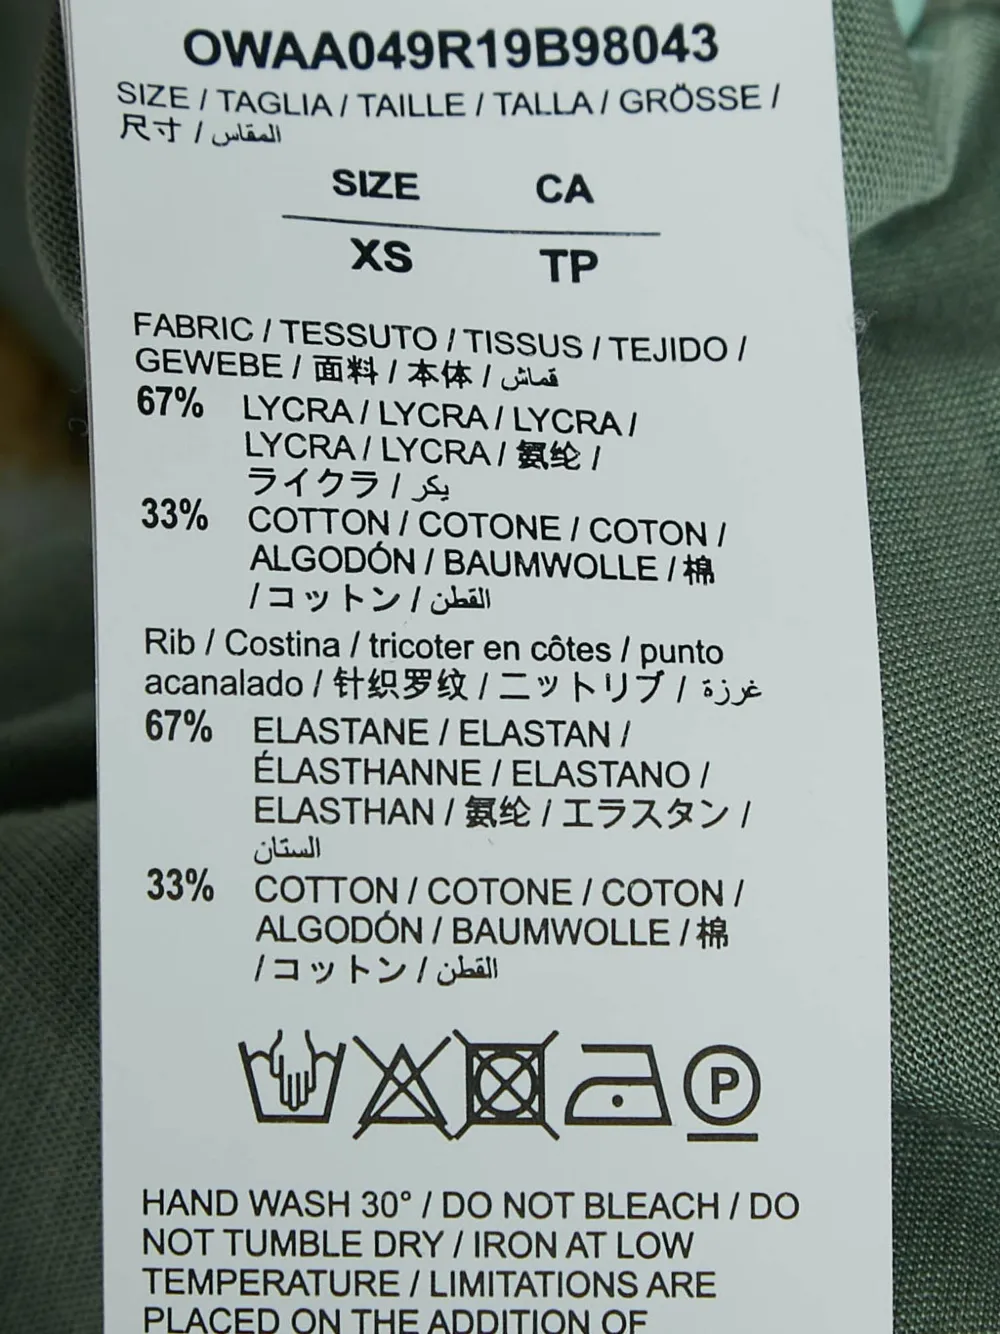 OWAA049R19B98043
SIZE / TAGLIA / TAILLE / TALLA / GRÖSSE /
尺寸 / المقاس
SIZE CA
XS TP
FABRIC / TESSUTO / TISSUS / TEJIDO /
GEWEBE / 面料 / 本体 / قماش
67% LYCRA / LYCRA / LYCRA /
LYCRA / LYCRA / 氨纶 /
ライクラ / يكر
33% COTTON / COTONE / COTON /
ALGODÓN / BAUMWOLLE / 棉
/ コットン / القطن
Rib / Costina / tricoter en côtes / punto
acanalado / 针织罗纹 / ニットリブ / غرزة
67% ELASTANE / ELASTAN /
ÉLASTHANNE / ELASTANO /
ELASTHAN / 氨纶 / エラスタン /
الستان
33% COTTON / COTONE / COTON /
ALGODÓN / BAUMWOLLE / 棉
/ コットン / القطن
P
HAND WASH 30° / DO NOT BLEACH / DO
NOT TUMBLE DRY / IRON AT LOW
TEMPERATURE / LIMITATIONS ARE
PLACED ON THE ADDITION OF